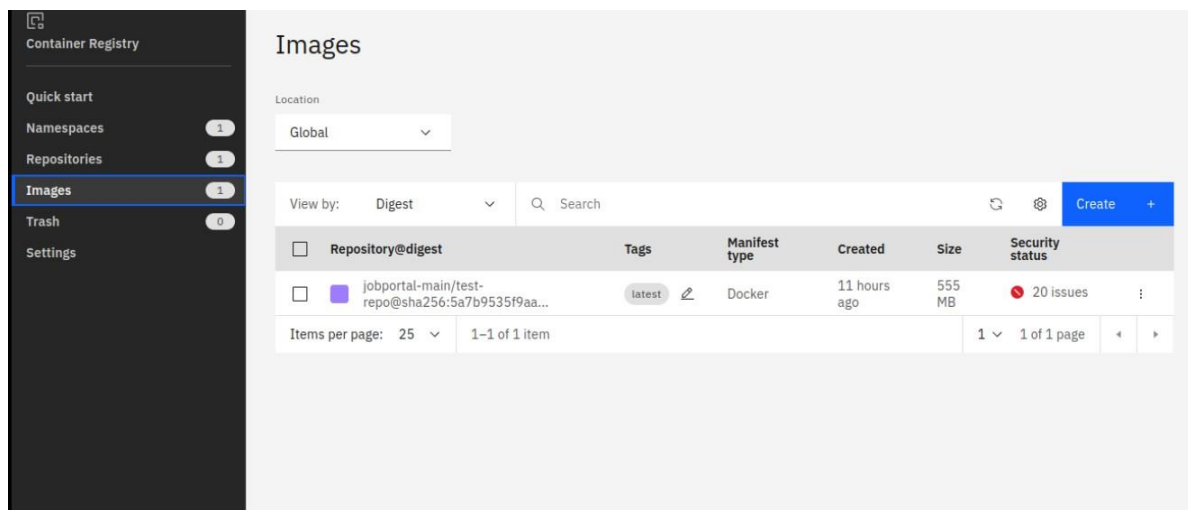 Container Registry
Quick start
Namespaces 1
Repositories 1
Images 1
Trash 0
Settings
Images
Location
Global
View by: Digest Search Create +
Repository@digest Tags Manifest type Created Size Security status
jobportal-main/test-
repo@sha256:5a7b9535f9aa... latest Docker 11 hours ago 555 MB 20 issues
Items per page: 25 1–1 of 1 item 1 1 of 1 page